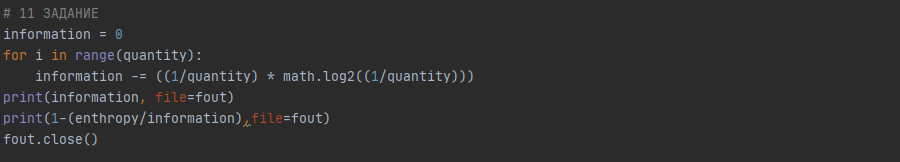 # 11 ЗАДАНИЕ
information = 0
for i in range(quantity):
    information -= ((1/quantity) * math.log2((1/quantity)))
print(information, file=fout)
print(1-(enthropy/information),file=fout)
fout.close()